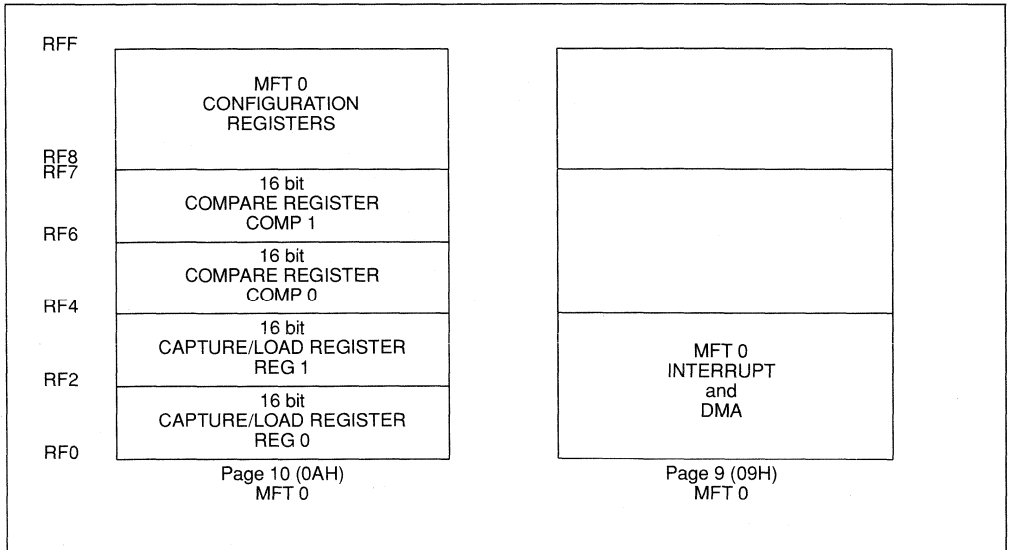 RFF
MFT 0
CONFIGURATION
REGISTERS
RF8
RF7
16 bit
COMPARE REGISTER
COMP 1
RF6
16 bit
COMPARE REGISTER
COMP 0
RF4
16 bit
CAPTURE/LOAD REGISTER
REG 1
RF2
16 bit
CAPTURE/LOAD REGISTER
REG 0
RF0
Page 10 (0AH)
MFT 0
MFT 0
INTERRUPT
and
DMA
Page 9 (09H)
MFT 0